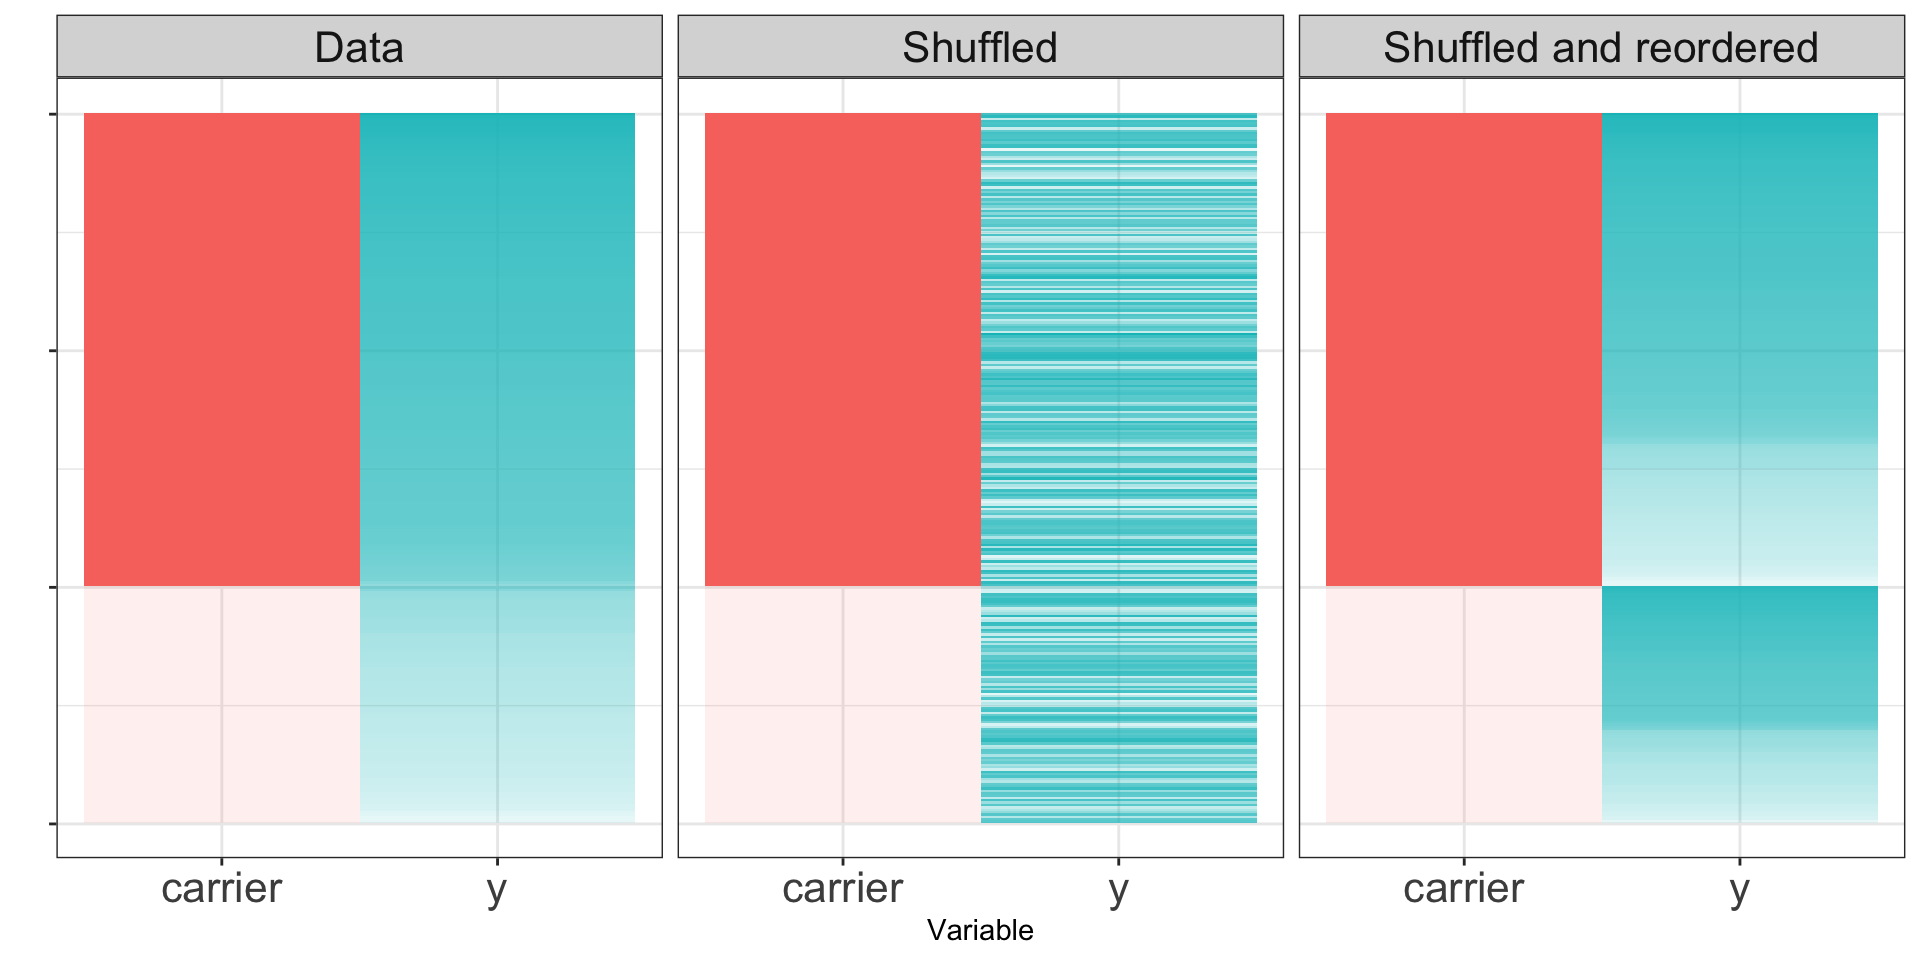 Data
Shuffled
Shuffled and reordered
carrier
y
carrier
y
carrier
y
Variable